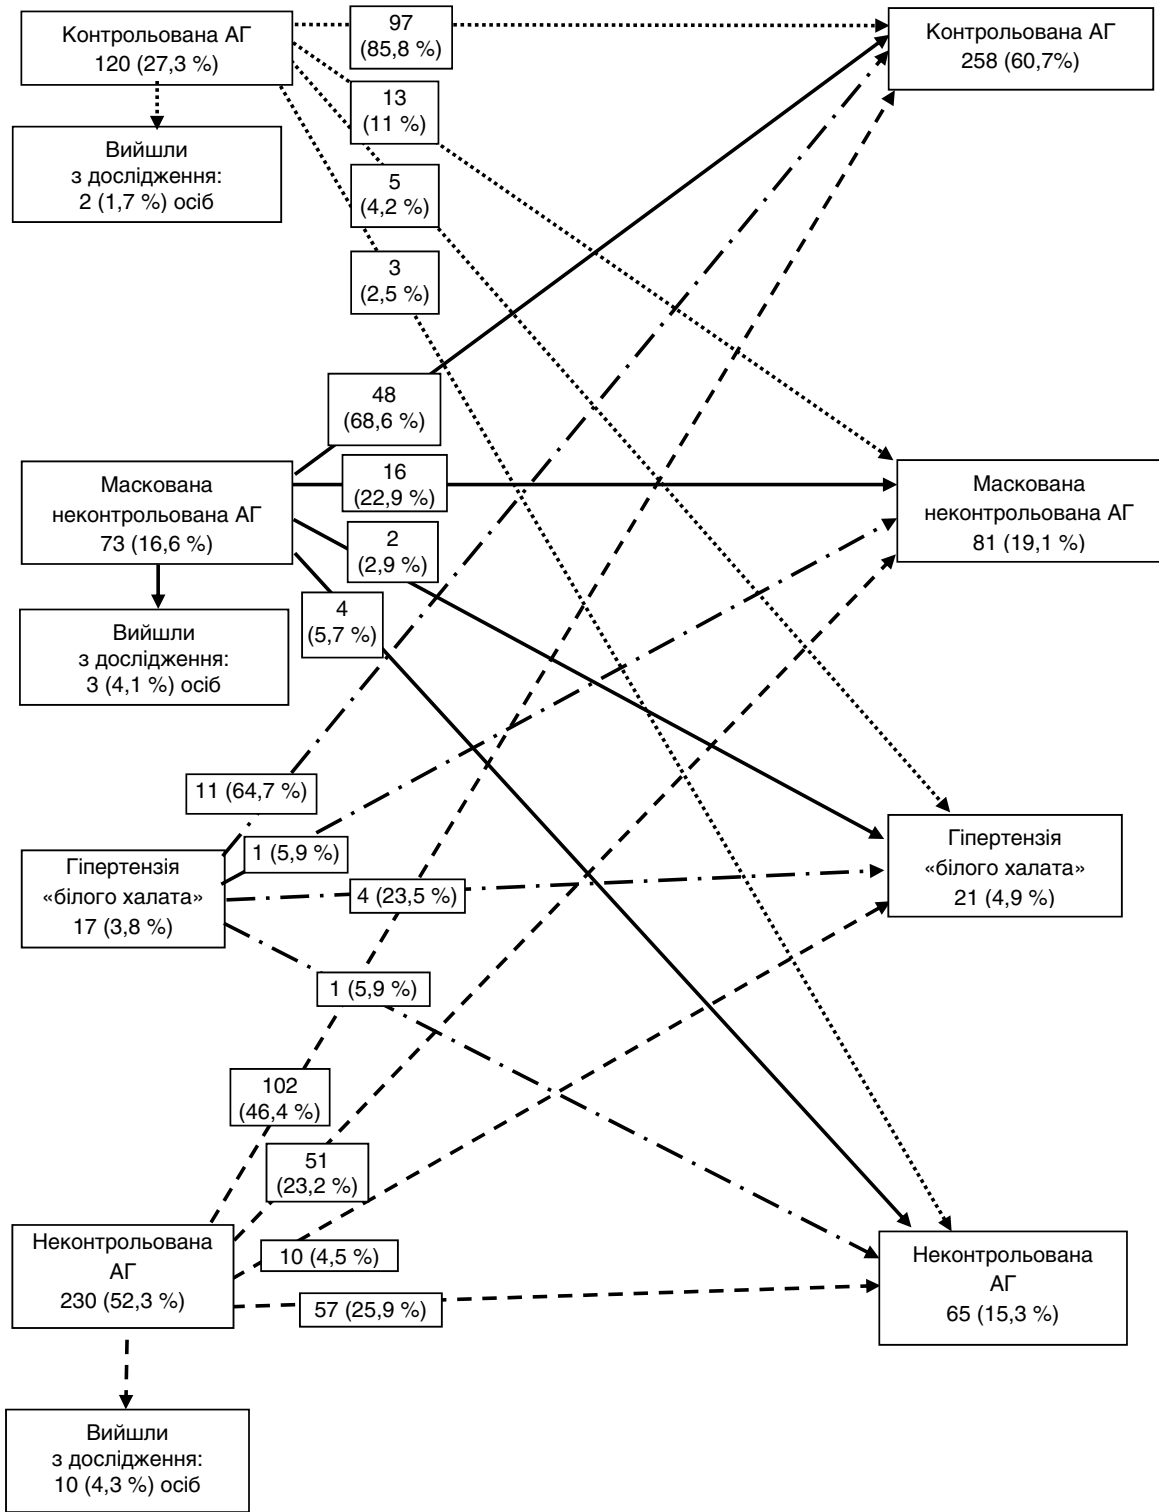 Контрольована АГ
120 (27,3 %)
97
(85,8 %)
Контрольована АГ
258 (60,7%)
13
(11 %)
Вийшли
з дослідження:
2 (1,7 %) осіб
5
(4,2 %)
3
(2,5 %)
48
(68,6 %)
Маскована
неконтрольована АГ
73 (16,6 %)
16
(22,9 %)
Маскована
неконтрольована АГ
81 (19,1 %)
2
(2,9 %)
4
(5,7 %)
Вийшли
з дослідження:
3 (4,1 %) осіб
11 (64,7 %)
Гіпертензія
«білого халата»
17 (3,8 %)
1 (5,9 %)
4 (23,5 %)
Гіпертензія
«білого халата»
21 (4,9 %)
1 (5,9 %)
102
(46,4 %)
51
(23,2 %)
Неконтрольована
АГ
230 (52,3 %)
10 (4,5 %)
57 (25,9 %)
Неконтрольована
АГ
65 (15,3 %)
Вийшли
з дослідження:
10 (4,3 %) осіб